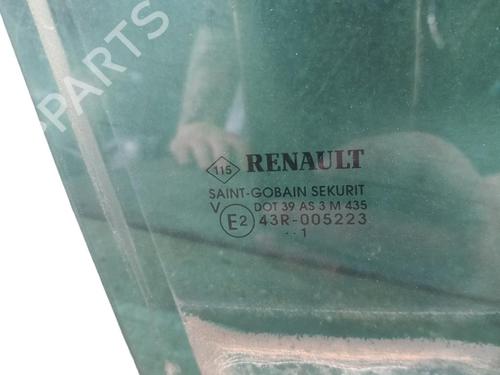 PARTS
115 RENAULT
SAINT-GOBAIN SEKURIT
V DOT 39 AS 3 M 435
E2 43R-005223
. . 1